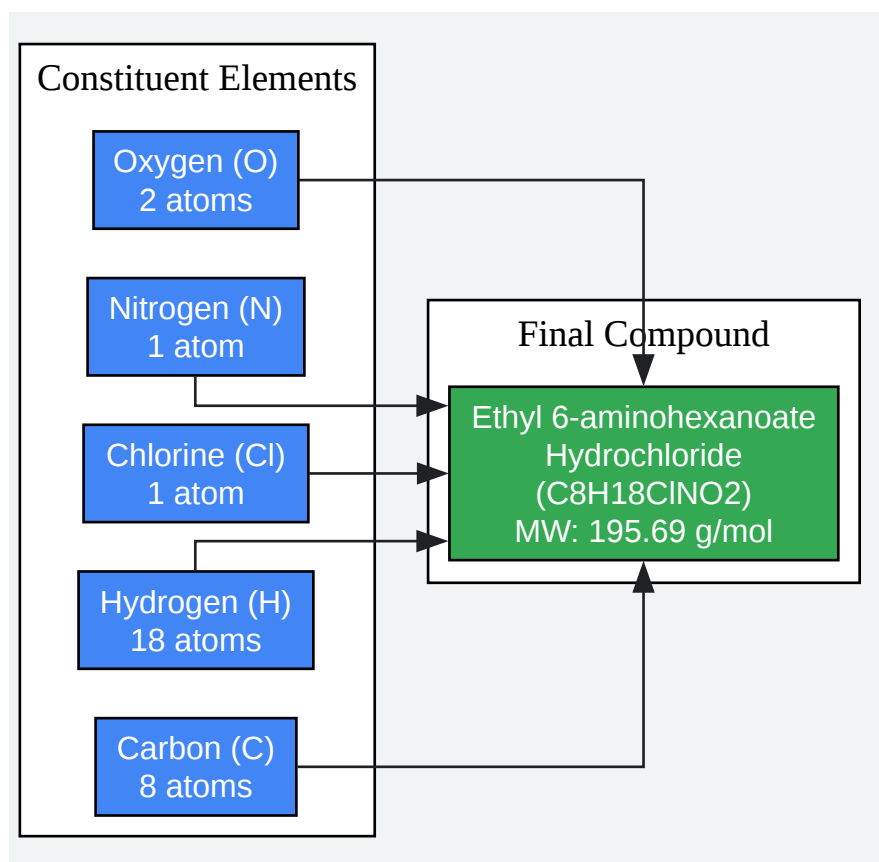 Constituent Elements
Oxygen (O)
2 atoms
Nitrogen (N)
1 atom
Chlorine (Cl)
1 atom
Hydrogen (H)
18 atoms
Carbon (C)
8 atoms
Final Compound
Ethyl 6-aminohexanoate
Hydrochloride
(C8H18ClNO2)
MW: 195.69 g/mol